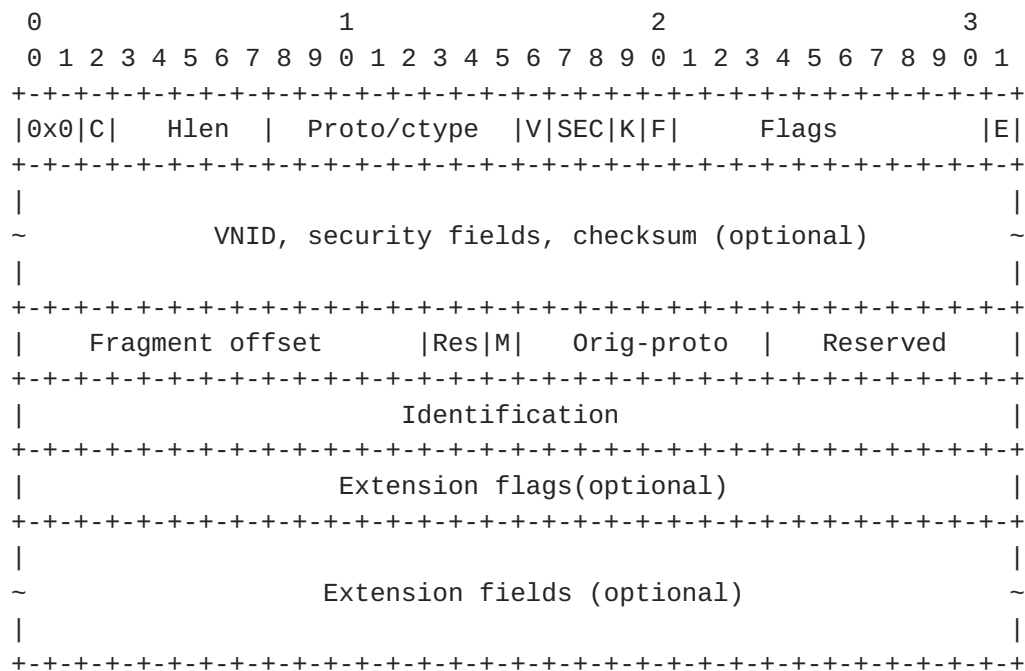 0                   1                   2                   3
 0 1 2 3 4 5 6 7 8 9 0 1 2 3 4 5 6 7 8 9 0 1 2 3 4 5 6 7 8 9 0 1
+-+-+-+-+-+-+-+-+-+-+-+-+-+-+-+-+-+-+-+-+-+-+-+-+-+-+-+-+-+-+-+-+
|0x0|C|   Hlen  |  Proto/ctype  |V|SEC|K|F|     Flags         |E|
+-+-+-+-+-+-+-+-+-+-+-+-+-+-+-+-+-+-+-+-+-+-+-+-+-+-+-+-+-+-+-+-+
|                                                               |
~            VNID, security fields, checksum (optional)         ~
|                                                               |
+-+-+-+-+-+-+-+-+-+-+-+-+-+-+-+-+-+-+-+-+-+-+-+-+-+-+-+-+-+-+-+-+
|    Fragment offset      |Res|M|   Orig-proto  |   Reserved    |
+-+-+-+-+-+-+-+-+-+-+-+-+-+-+-+-+-+-+-+-+-+-+-+-+-+-+-+-+-+-+-+-+
|                        Identification                         |
+-+-+-+-+-+-+-+-+-+-+-+-+-+-+-+-+-+-+-+-+-+-+-+-+-+-+-+-+-+-+-+-+
|                    Extension flags(optional)                  |
+-+-+-+-+-+-+-+-+-+-+-+-+-+-+-+-+-+-+-+-+-+-+-+-+-+-+-+-+-+-+-+-+
|                                                               |
~                   Extension fields (optional)                 ~
|                                                               |
+-+-+-+-+-+-+-+-+-+-+-+-+-+-+-+-+-+-+-+-+-+-+-+-+-+-+-+-+-+-+-+-+